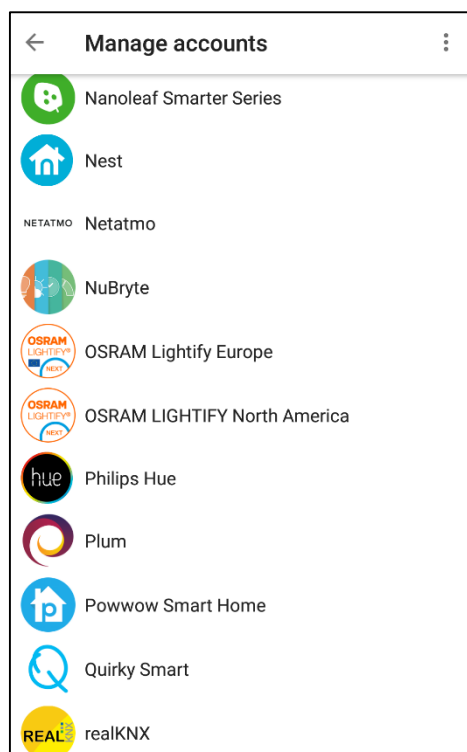 Manage accounts
Nanoleaf Smarter Series
Nest
NETATMO Netatmo
NuBryte
OSRAM
LIGHTIFY®
NEXT
OSRAM Lightify Europe
OSRAM
LIGHTIFY®
NEXT
OSRAM LIGHTIFY North America
hue Philips Hue
Plum
p Powwow Smart Home
Quirky Smart
REAL KNX realKNX